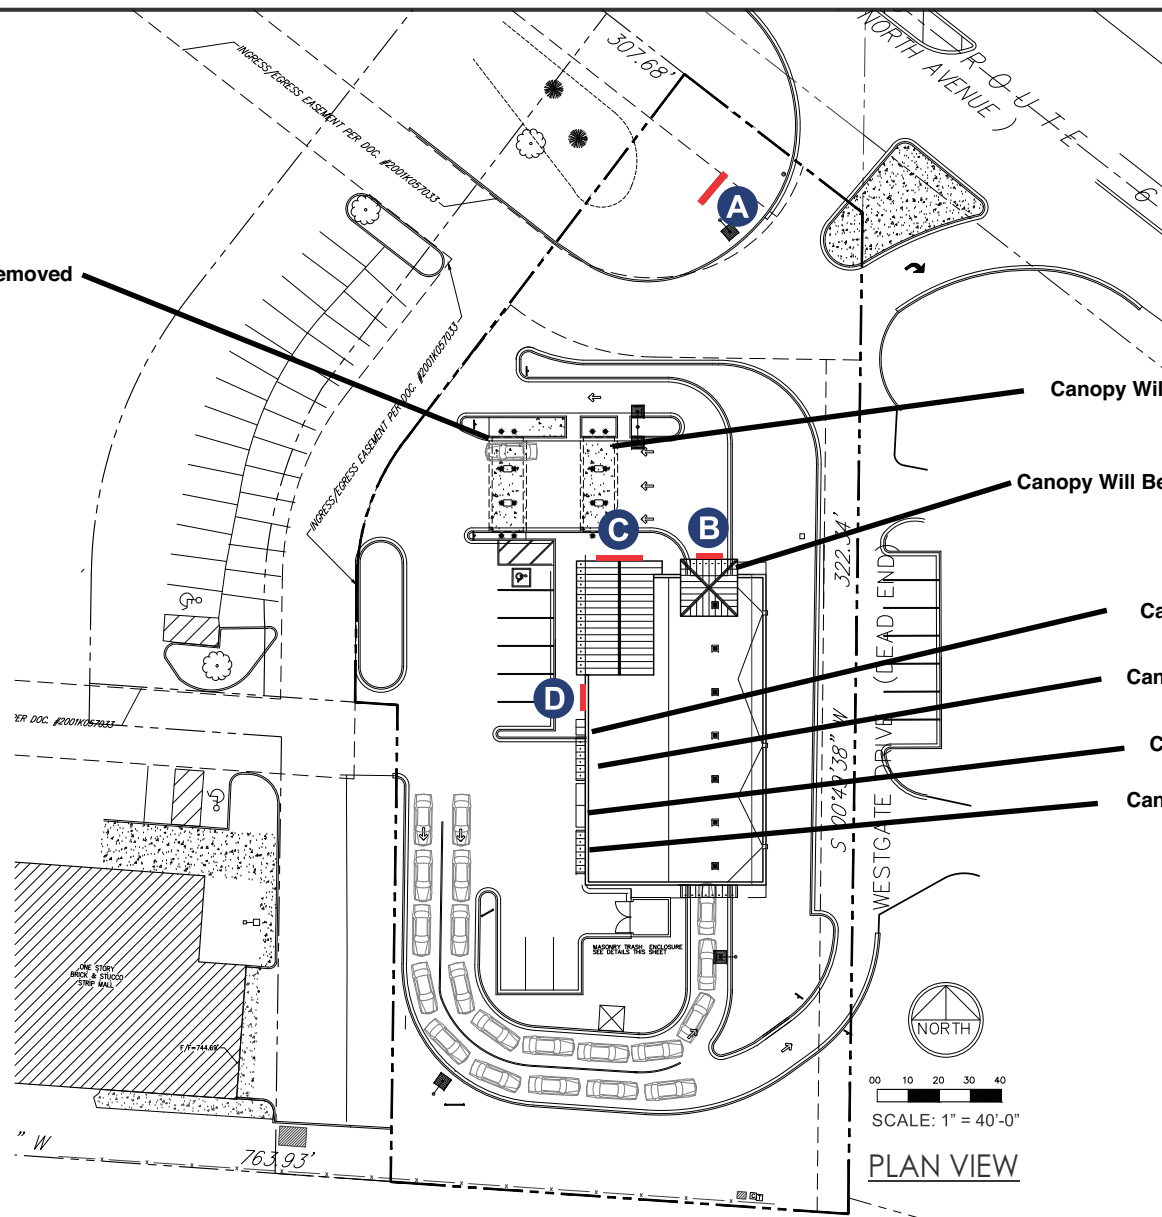 307.68'
NORTH AVENUE )
ROUTE 6
INGRESS/EGRESS EASEMENT PER DOC. #2001K057033
A
emoved
INGRESS/EGRESS EASEMENT PER DOC. #2001K057033
Canopy Wil
Canopy Will Be
C
B
322.34'
S 00°49'38" W
WESTGATE DRIVE (DEAD END)
Ca
D
Can
PER DOC. #2001K057033
C
Can
MASONRY TRASH ENCLOSURE
SEE DETAILS THIS SHEET
ONE STORY
BRICK & STUCCO
STRIP MALL
F/F=744.69'
NORTH
00 10 20 30 40
SCALE: 1" = 40'-0"
PLAN VIEW
" W
763.93'